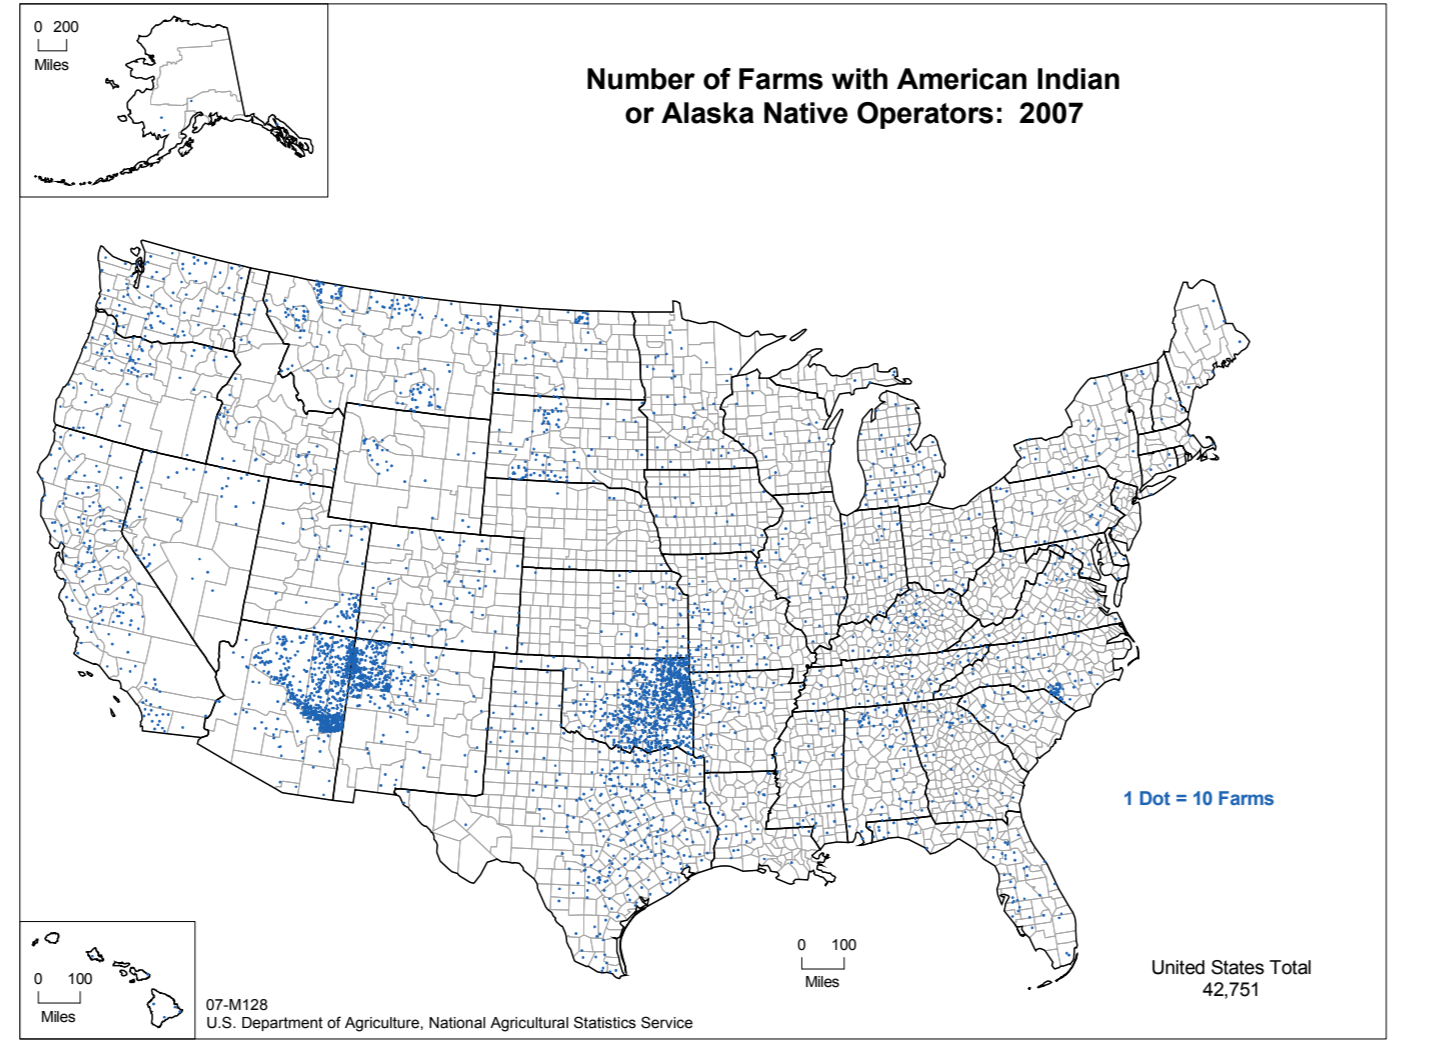 0 200
Miles
Number of Farms with American Indian
or Alaska Native Operators: 2007
1 Dot = 10 Farms
0 100
Miles
United States Total
42,751
0 100
Miles
07-M128
U.S. Department of Agriculture, National Agricultural Statistics Service